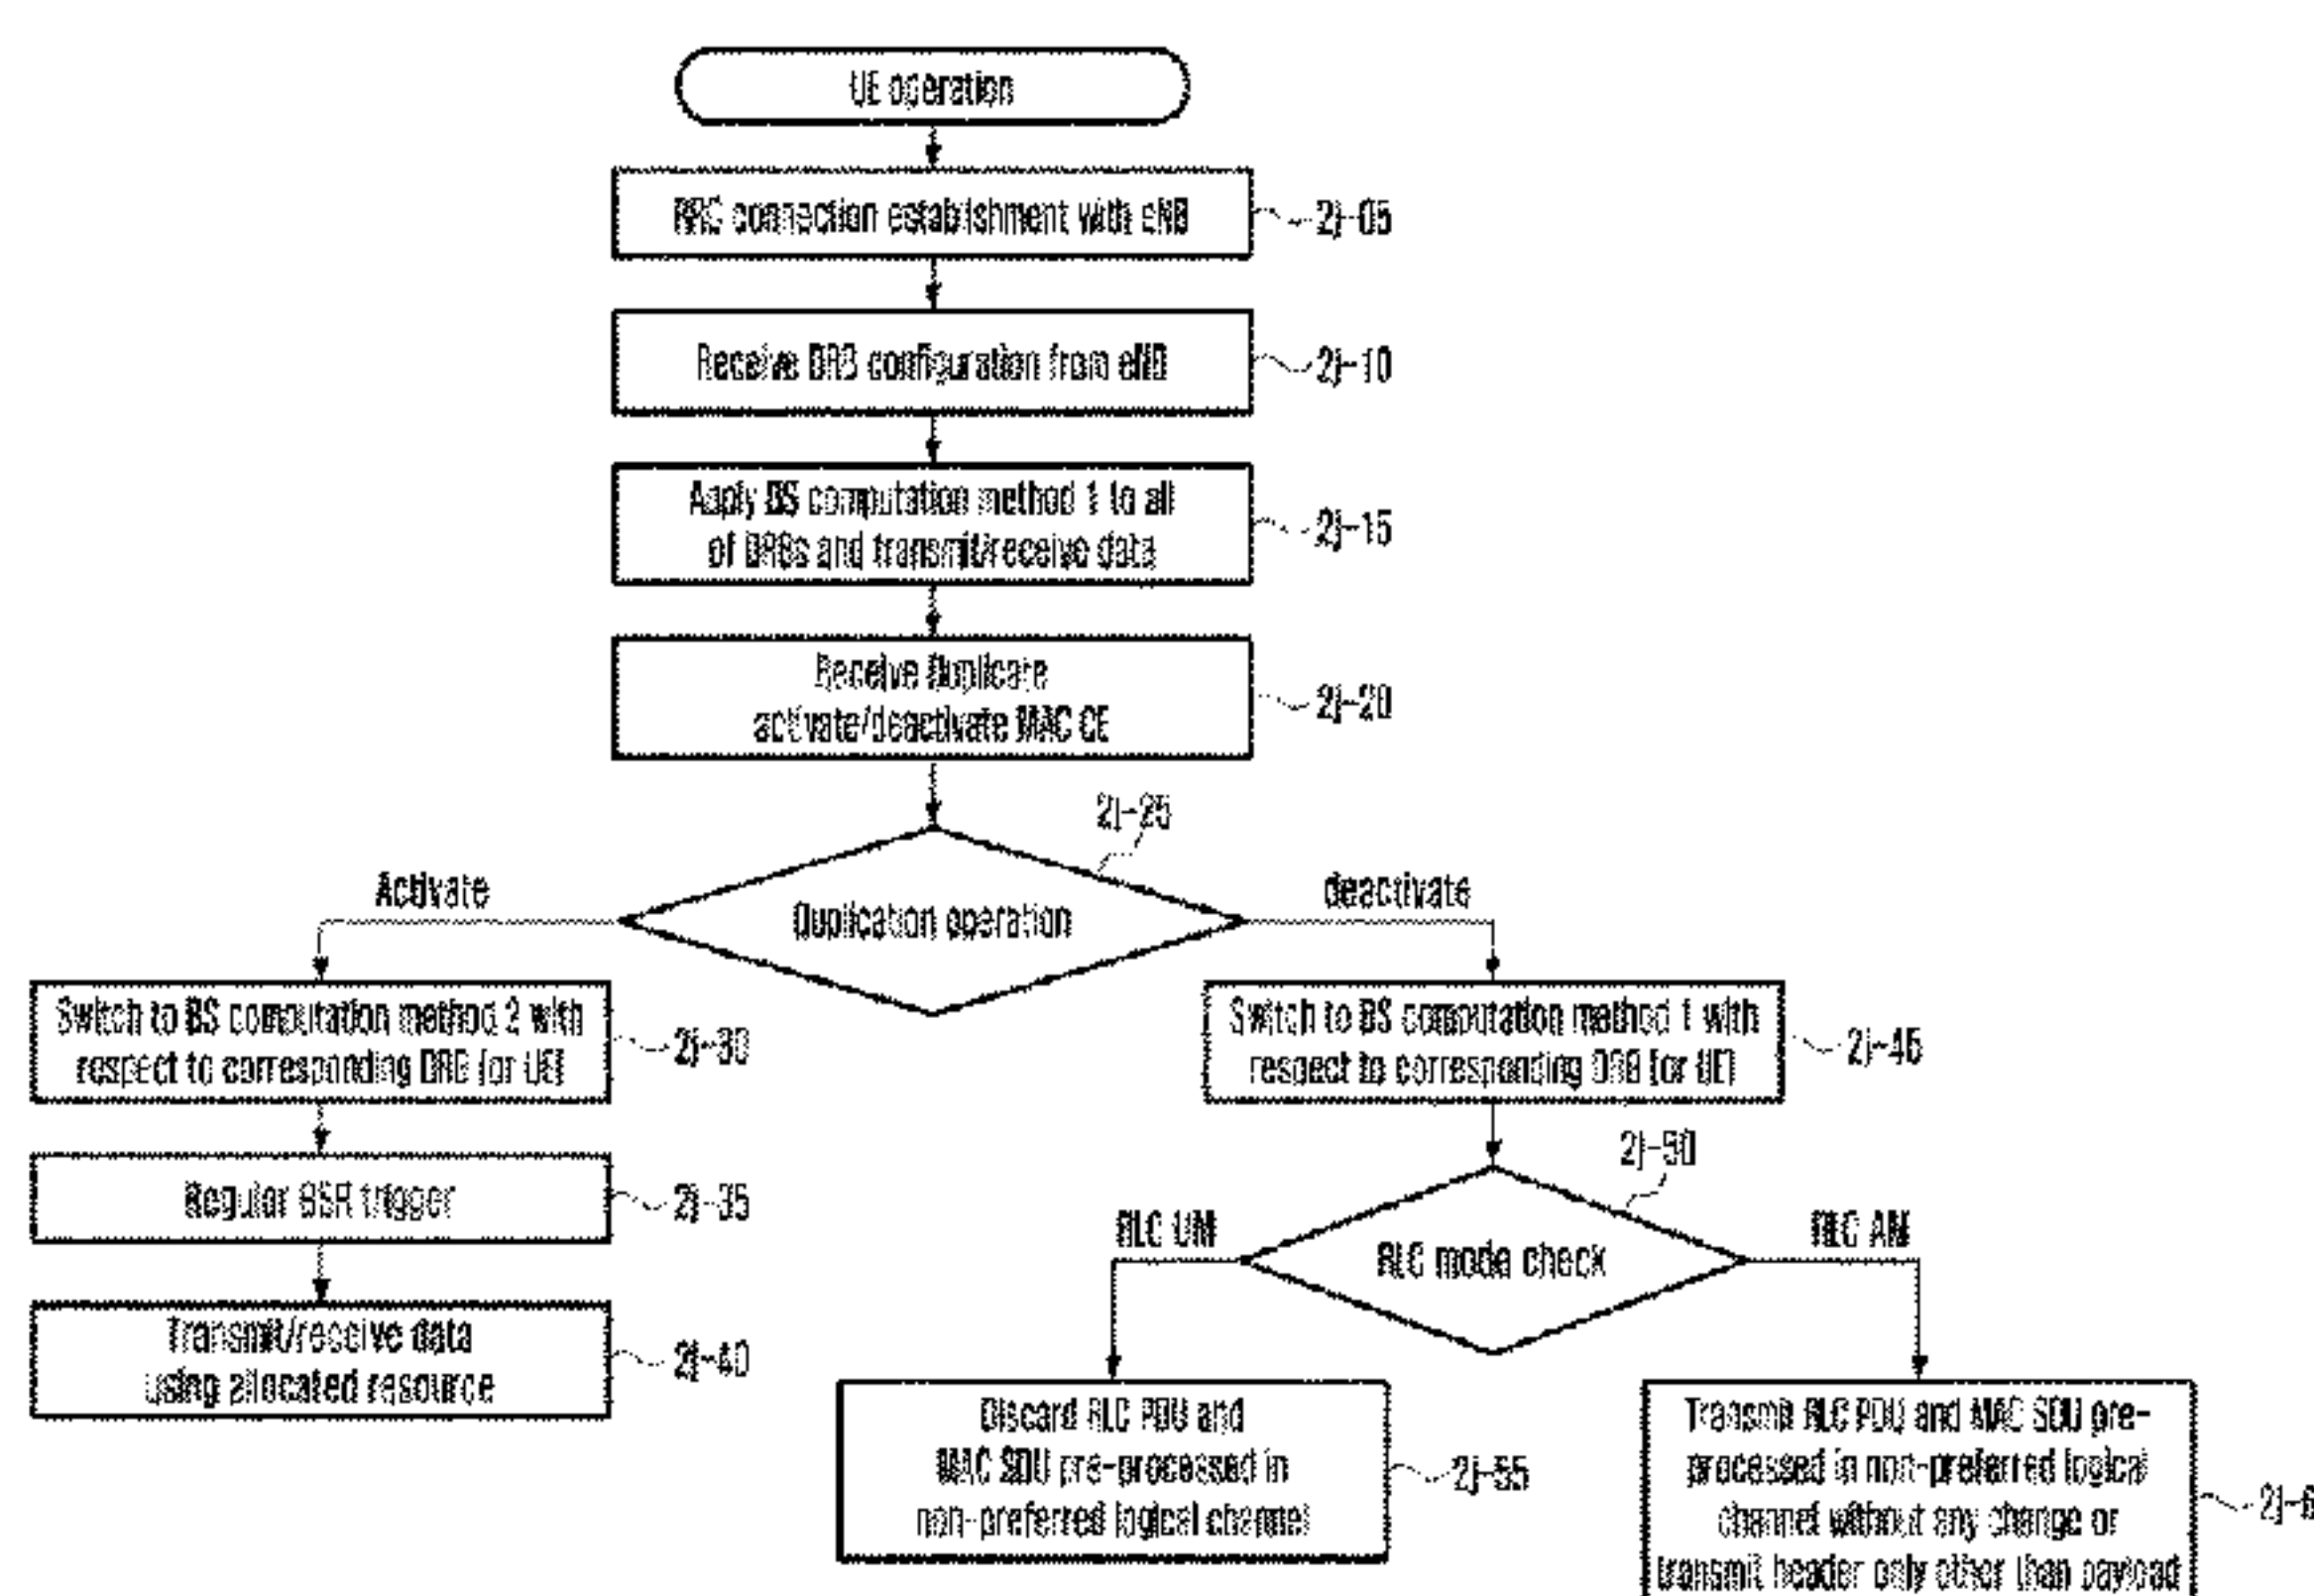 UE operation
RRC connection establishment with eNB
2j-05
Receive DRB configuration from eNB
2j-10
Apply BS computation method 1 to all
of DRBs and transmit/receive data
2j-15
Receive Duplicate
activate/deactivate MAC CE
2j-20
2j-25
Duplication operation
Activate
deactivate
Switch to BS computation method 2 with
respect to corresponding DRB (or UE)
2j-30
Regular BSR trigger
2j-35
Transmit/receive data
using allocated resource
2j-40
Switch to BS computation method 1 with
respect to corresponding DRB (or UE)
2j-45
2j-50
RLC mode check
RLC UM
RLC AM
Discard RLC PDU and
MAC SDU pre-processed in
non-preferred logical channel
2j-55
Transmit RLC PDU and MAC SDU pre-
processed in non-preferred logical
channel without any change or
transmit header only other than payload
2j-6